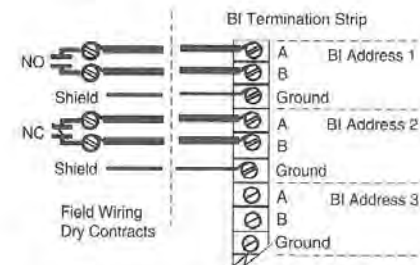 BI Termination Strip
NO
A
BI Address 1
B
Shield
Ground
NC
A
BI Address 2
B
Shield
Ground
A
BI Address 3
B
Field Wiring
Dry Contracts
Ground